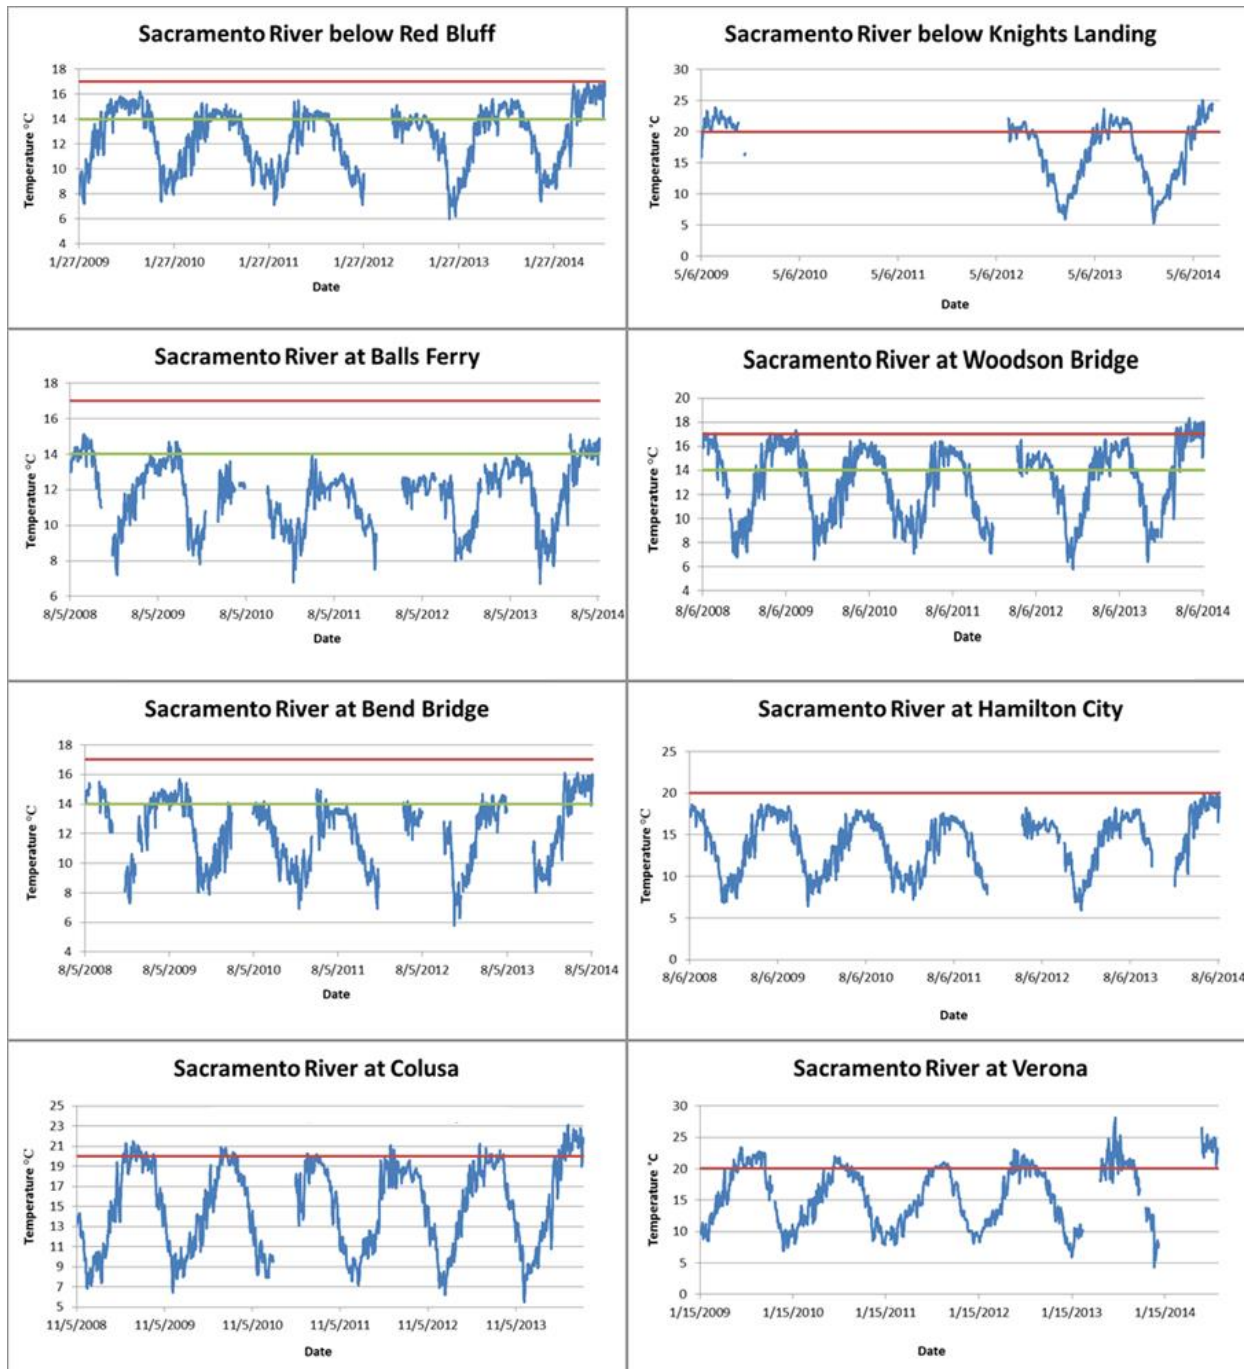 Sacramento River below Red Bluff
18
16
14
12
10
8
6
4
Temperature °C
1/27/2009 1/27/2010 1/27/2011 1/27/2012 1/27/2013 1/27/2014
Date
Sacramento River below Knights Landing
30
25
20
15
10
5
0
Temperature °C
5/6/2009 5/6/2010 5/6/2011 5/6/2012 5/6/2013 5/6/2014
Date
Sacramento River at Balls Ferry
18
16
14
12
10
8
6
Temperature °C
8/5/2008 8/5/2009 8/5/2010 8/5/2011 8/5/2012 8/5/2013 8/5/2014
Date
Sacramento River at Woodson Bridge
20
18
16
14
12
10
8
6
4
Temperature °C
8/6/2008 8/6/2009 8/6/2010 8/6/2011 8/6/2012 8/6/2013 8/6/2014
Date
Sacramento River at Bend Bridge
18
16
14
12
10
8
6
4
Temperature °C
8/5/2008 8/5/2009 8/5/2010 8/5/2011 8/5/2012 8/5/2013 8/5/2014
Date
Sacramento River at Hamilton City
25
20
15
10
5
0
Temperature °C
8/6/2008 8/6/2009 8/6/2010 8/6/2011 8/6/2012 8/6/2013 8/6/2014
Date
Sacramento River at Colusa
25
23
21
19
17
15
13
11
9
7
5
Temperature °C
11/5/2008 11/5/2009 11/5/2010 11/5/2011 11/5/2012 11/5/2013
Date
Sacramento River at Verona
30
25
20
15
10
5
0
Temperature °C
1/15/2009 1/15/2010 1/15/2011 1/15/2012 1/15/2013 1/15/2014
Date